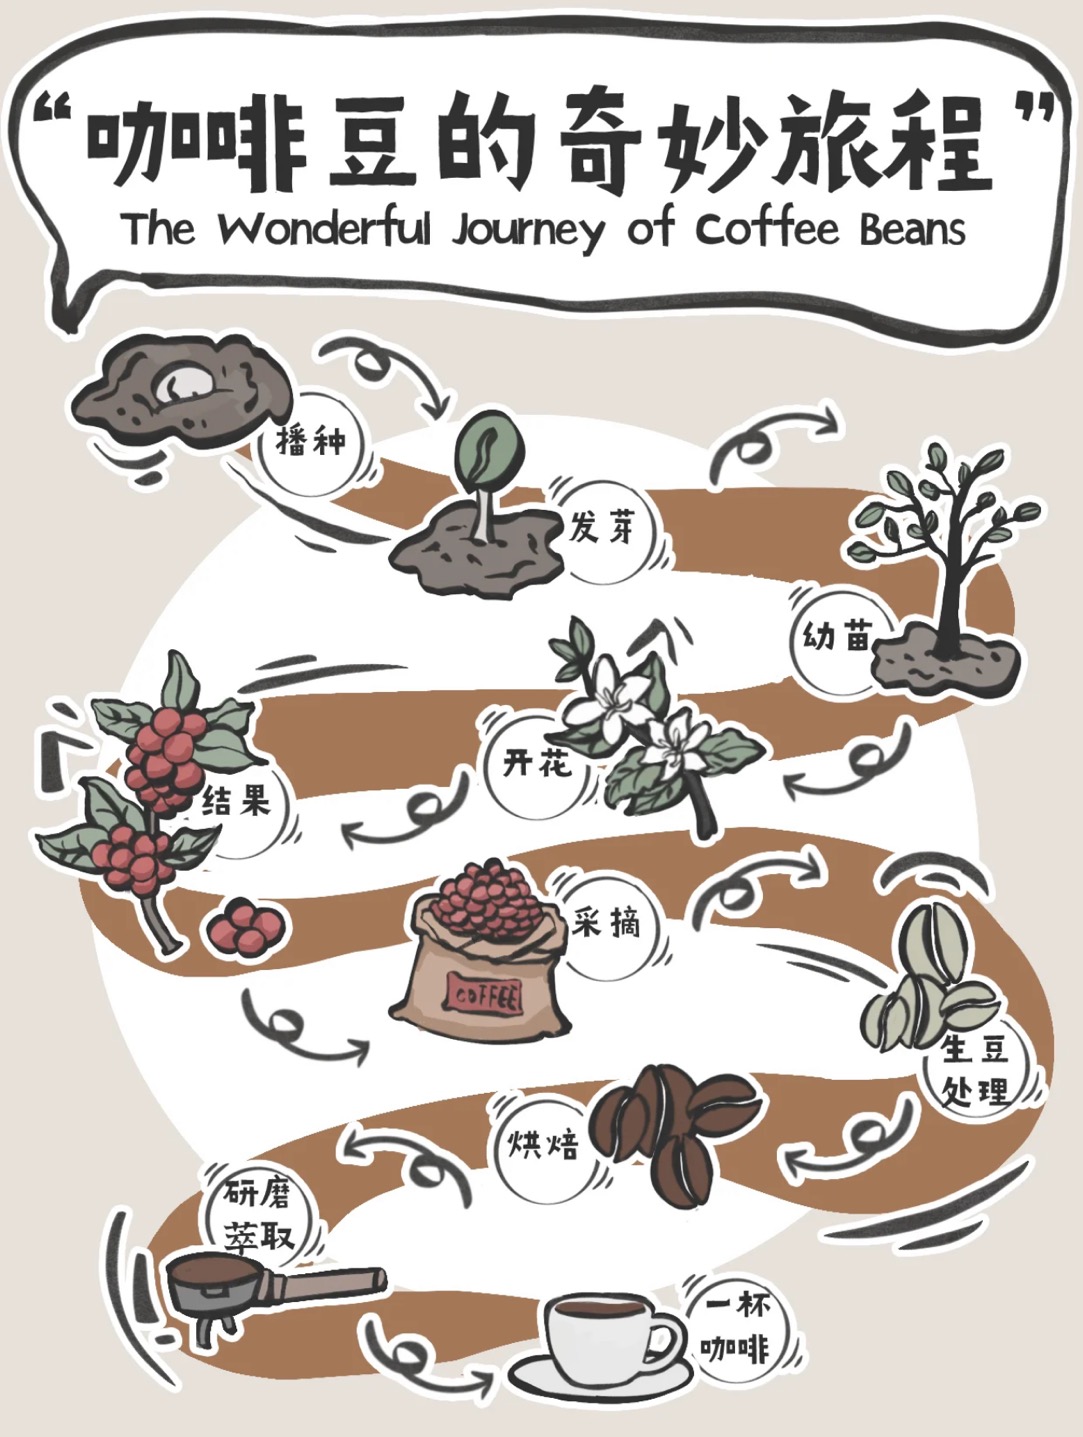 “咖啡豆的奇妙旅程”
The Wonderful Journey of Coffee Beans
播种
发芽
幼苗
开花
结果
采摘
COFFEE
生豆
处理
烘焙
研磨
萃取
一杯
咖啡